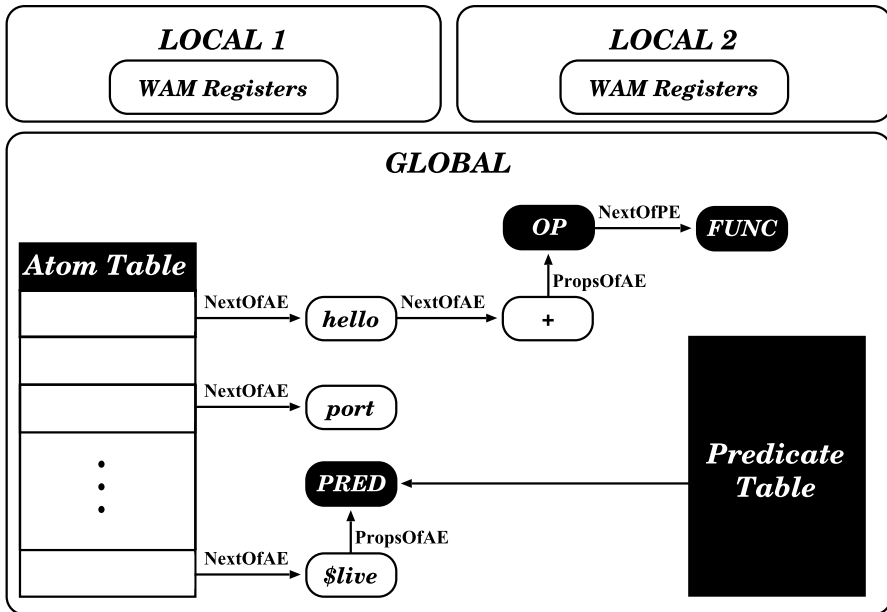 LOCAL 1
WAM Registers
LOCAL 2
WAM Registers
GLOBAL
OP
NextOfPE
FUNC
Atom Table
PropsOfAE
NextOfAE
hello
NextOfAE
+
NextOfAE
port
Predicate
Table
PRED
PropsOfAE
NextOfAE
$live